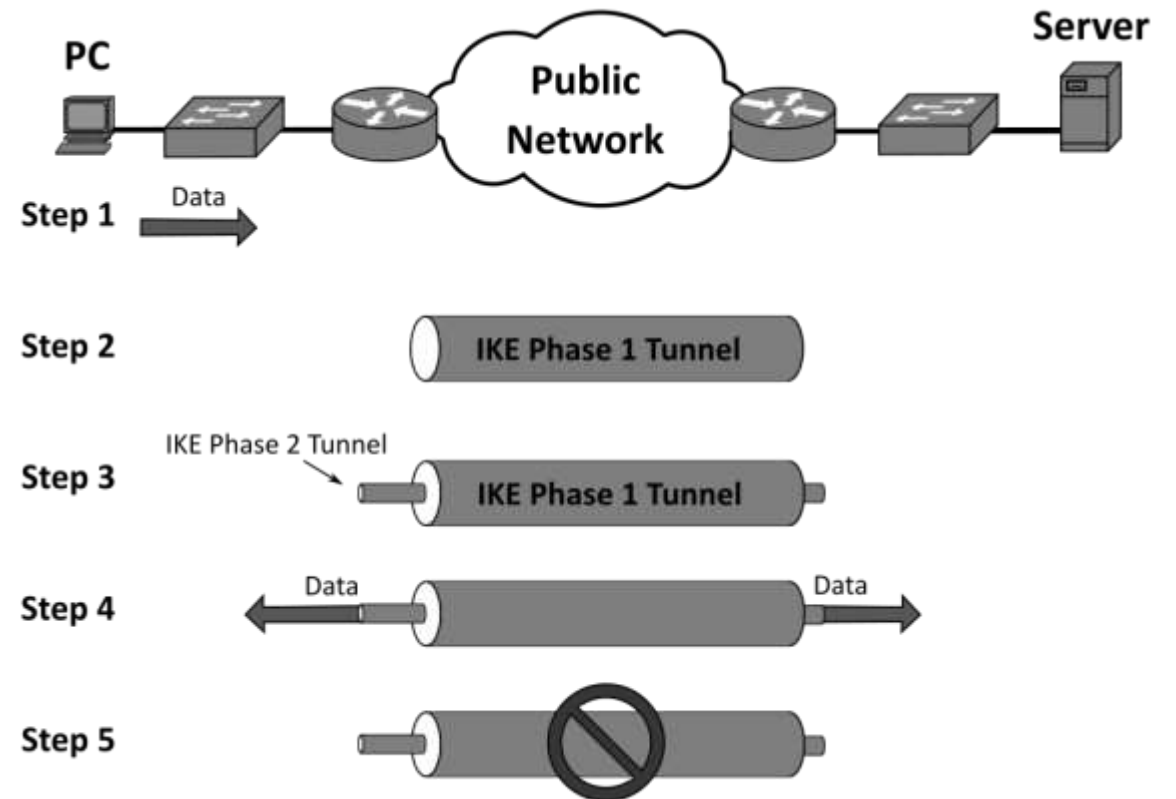 PC
Public
Network
Server
Step 1
Data
Step 2
IKE Phase 1 Tunnel
IKE Phase 2 Tunnel
Step 3
IKE Phase 1 Tunnel
Step 4
Data
Data
Step 5